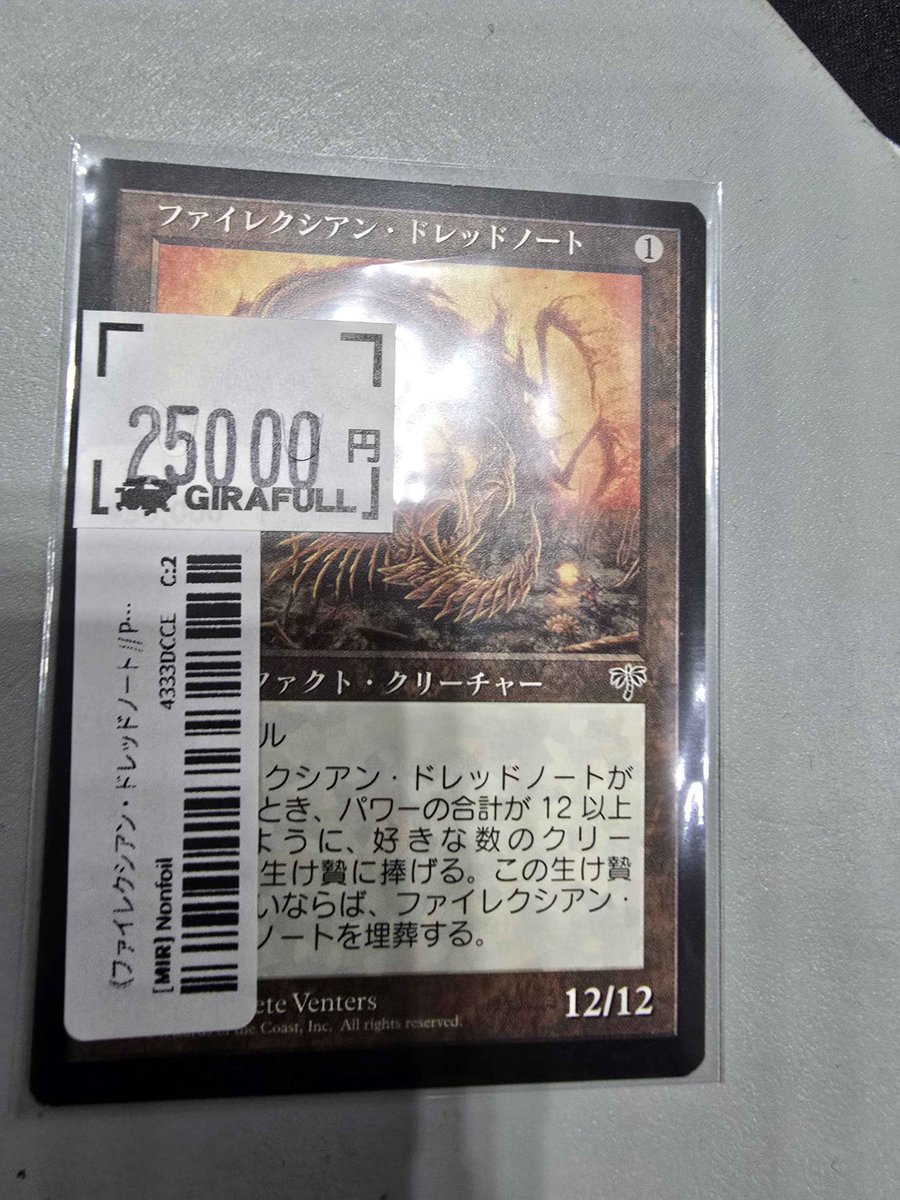 ファイレクシアン・ドレッドノート 1
25000 円
GIRAFULL
《ファイレクシアン・ドレッドノート//p...
[MIR] Nonfoil
4333DCCE C:2
ファクト・クリーチャー
ル
クシアン・ドレッドノートが
とき、パワーの合計が 12 以上
ように、好きな数のクリー
生け贄に捧げる。この生け贄
いならば、ファイレクシアン・
ノートを埋葬する。
ete Venters
the Coast, Inc. All rights reserved.
12/12